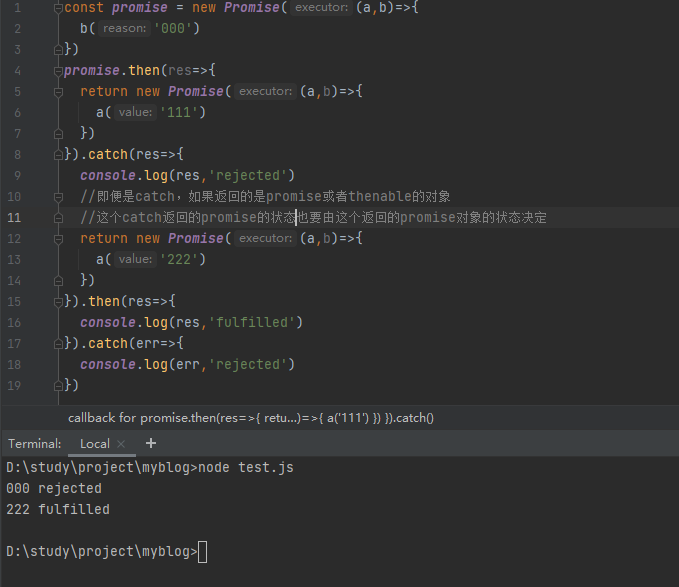 1 const promise = new Promise( executor: (a,b)=>{
2 b( reason: '000')
3 })
4 promise.then(res=>{
5 return new Promise( executor: (a,b)=>{
6 a( value: '111')
7 })
8 }).catch(res=>{
9 console.log(res,'rejected')
10 //即便是catch，如果返回的是promise或者thenable的对象
11 //这个catch返回的promise的状态也要由这个返回的promise对象的状态决定
12 return new Promise( executor: (a,b)=>{
13 a( value: '222')
14 })
15 }).then(res=>{
16 console.log(res,'fulfilled')
17 }).catch(err=>{
18 console.log(err,'rejected')
19 })
callback for promise.then(res=>{ retu...)=>{ a('111') }) }).catch()
Terminal: Local × +
D:\study\project\myblog>node test.js
000 rejected
222 fulfilled
D:\study\project\myblog>